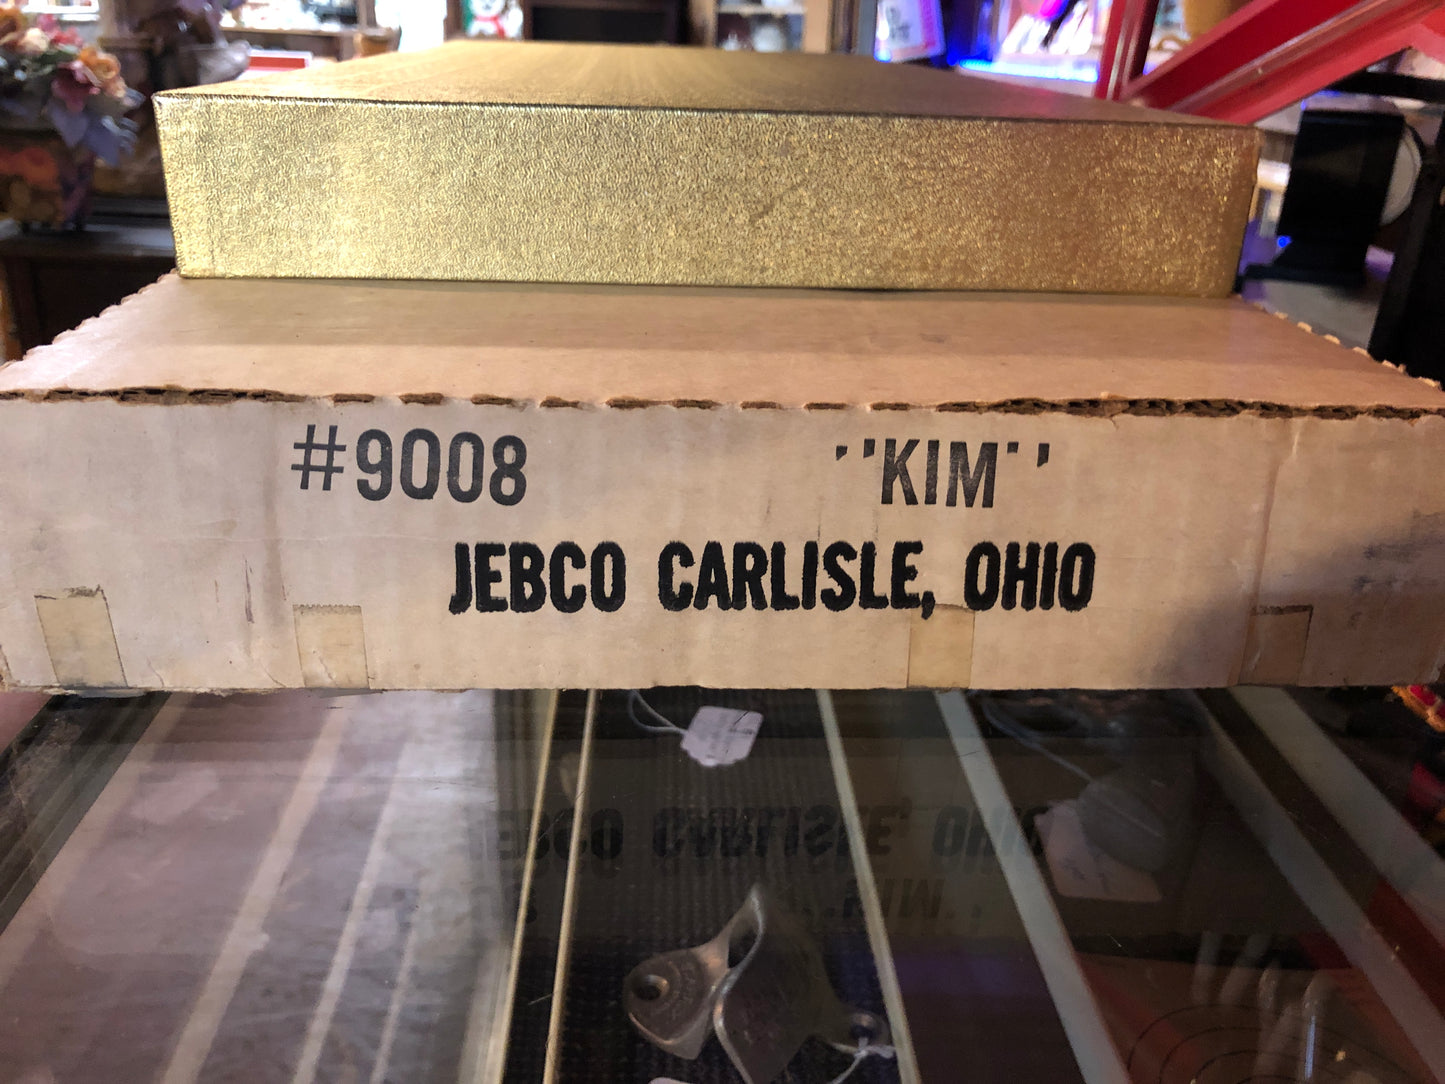 #9008 "KIM"
JEBCO CARLISLE, OHIO